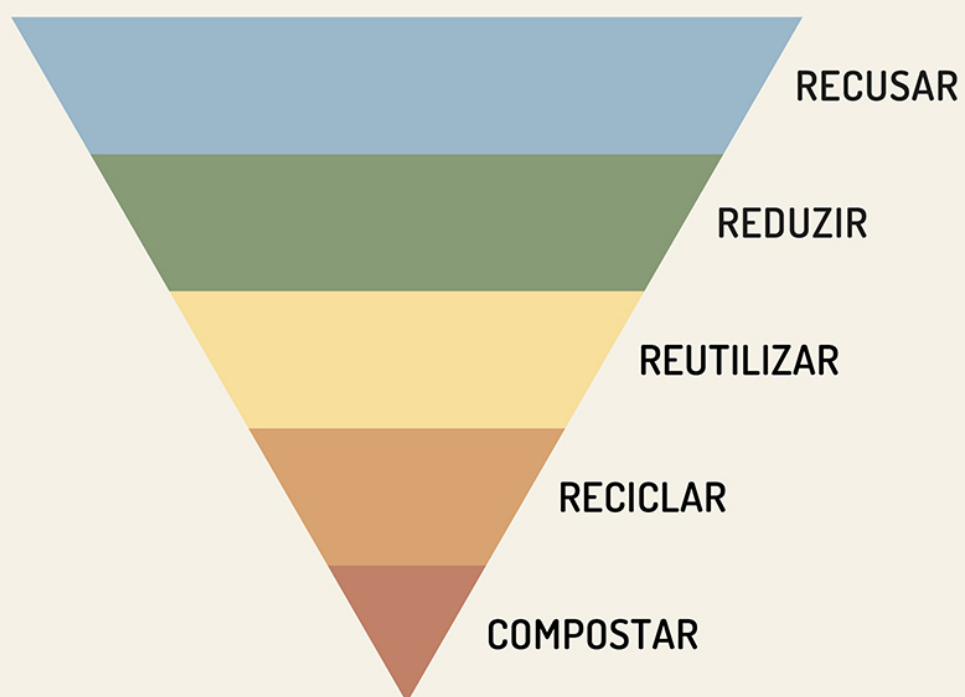 RECUSAR
REDUZIR
REUTILIZAR
RECICLAR
COMPOSTAR